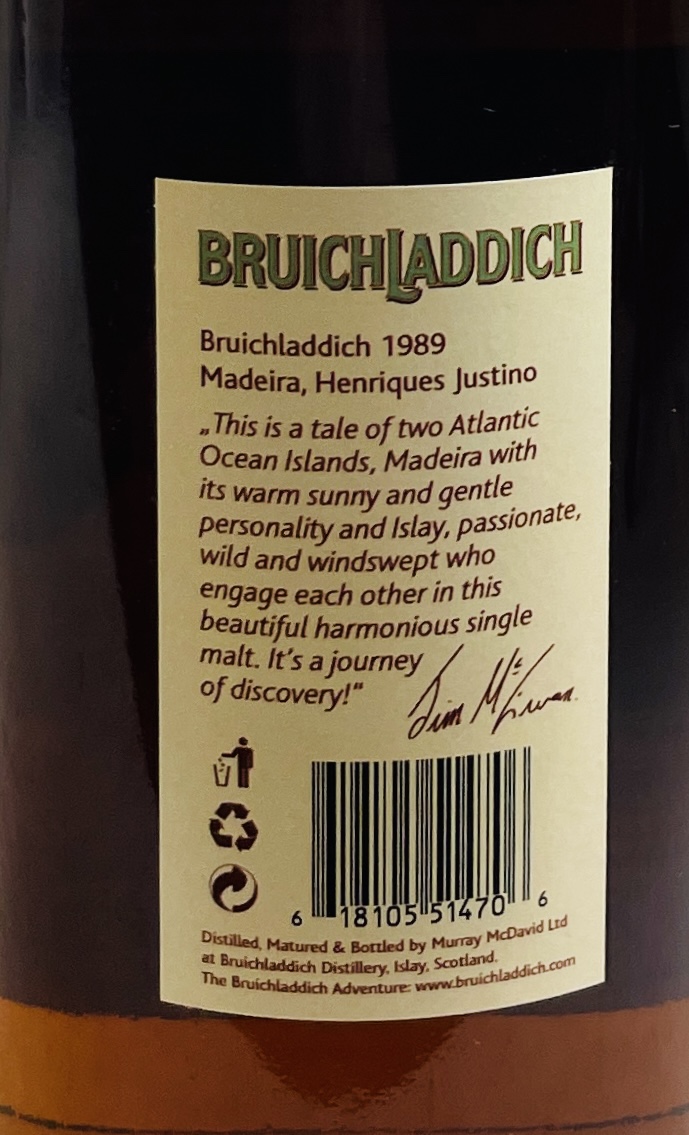 BRUICHLADDICH
Bruichladdich 1989
Madeira, Henriques Justino
„This is a tale of two Atlantic
Ocean Islands, Madeira with
its warm sunny and gentle
personality and Islay, passionate,
wild and windswept who
engage each other in this
beautiful harmonious single
malt. It's a journey
of discovery!“
Jim McEwan
6 18105 51470 6
Distilled, Matured & Bottled by Murray McDavid Ltd
at Bruichladdich Distillery, Islay, Scotland.
The Bruichladdich Adventure: www.bruichladdich.com